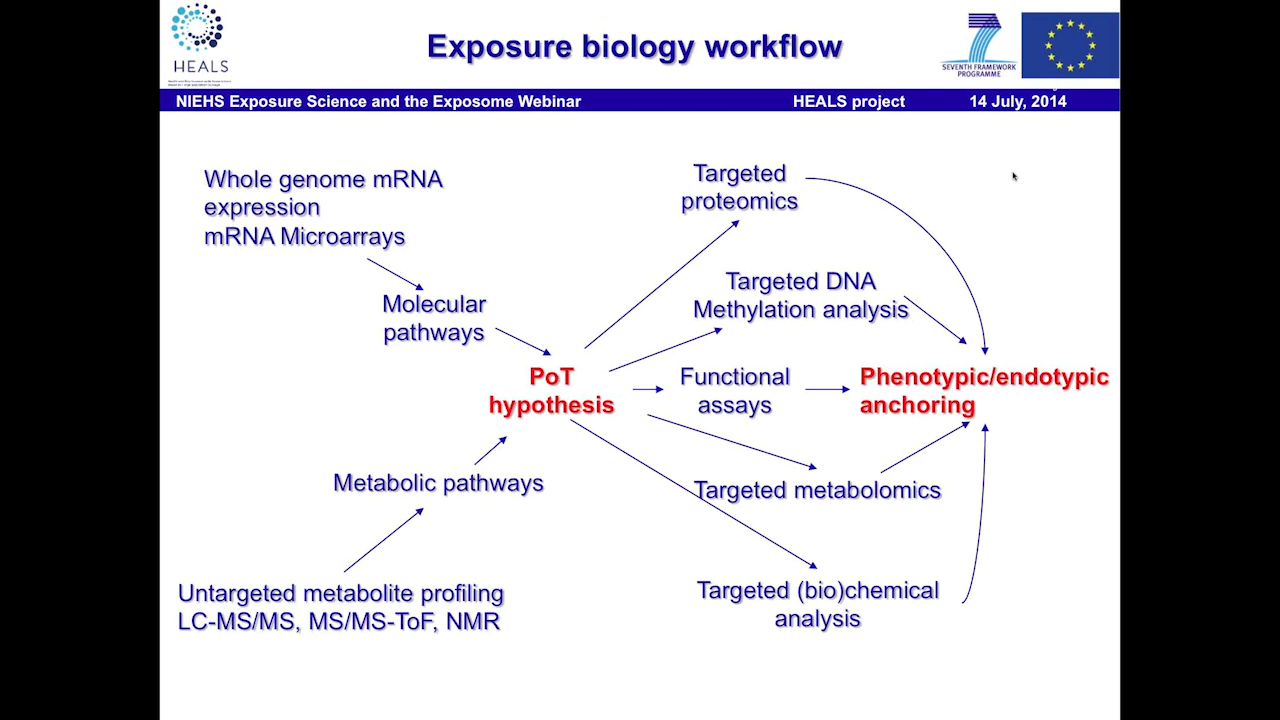 HEALS
Exposure biology workflow
SEVENTH FRAMEWORK
PROGRAMME
NIEHS Exposure Science and the Exposome Webinar
HEALS project
14 July, 2014
Whole genome mRNA
expression
mRNA Microarrays
Molecular
pathways
PoT
hypothesis
Metabolic pathways
Untargeted metabolite profiling
LC-MS/MS, MS/MS-ToF, NMR
Targeted
proteomics
Targeted DNA
Methylation analysis
Functional
assays
Targeted metabolomics
Targeted (bio)chemical
analysis
Phenotypic/endotypic
anchoring